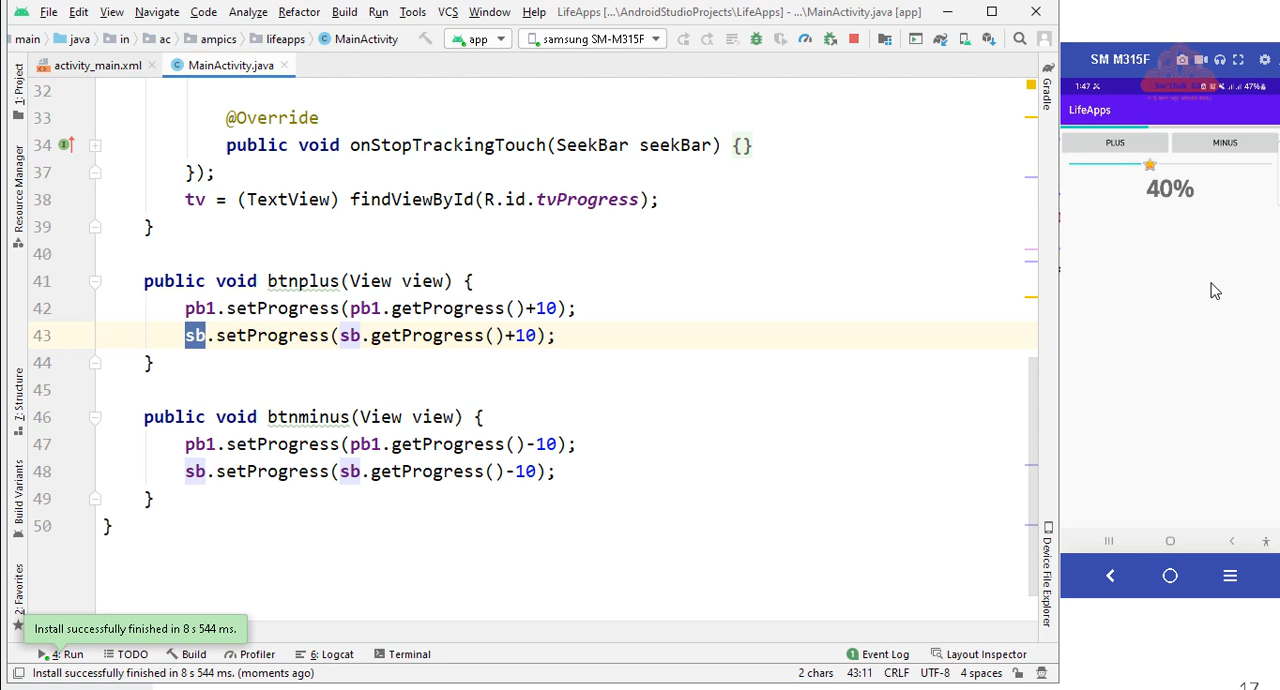 File Edit View Navigate Code Analyze Refactor Build Run Tools VCS Window Help LifeApps [...\AndroidStudioProjects\LifeApps] - ...\MainActivity.java [app]
main java in ac ampics lifeapps MainActivity app samsung SM-M315F
activity_main.xml MainActivity.java
1: Project
Resource Manager
7: Structure
Build Variants
2: Favorites
Gradle
Device File Explorer
32
33 @Override
34 public void onStopTrackingTouch(SeekBar seekBar) {}
37 });
38 tv = (TextView) findViewById(R.id.tvProgress);
39 }
40
41 public void btnplus(View view) {
42 pb1.setProgress(pb1.getProgress()+10);
43 sb.setProgress(sb.getProgress()+10);
44 }
45
46 public void btnminus(View view) {
47 pb1.setProgress(pb1.getProgress()-10);
48 sb.setProgress(sb.getProgress()-10);
49 }
50 }
Install successfully finished in 8 s 544 ms.
4: Run TODO Build Profiler 6: Logcat Terminal 1 Event Log Layout Inspector
Install successfully finished in 8 s 544 ms. (moments ago) 2 chars 43:11 CRLF UTF-8 4 spaces
SM M315F
1:47 47%
LifeApps
PLUS MINUS
40%
17